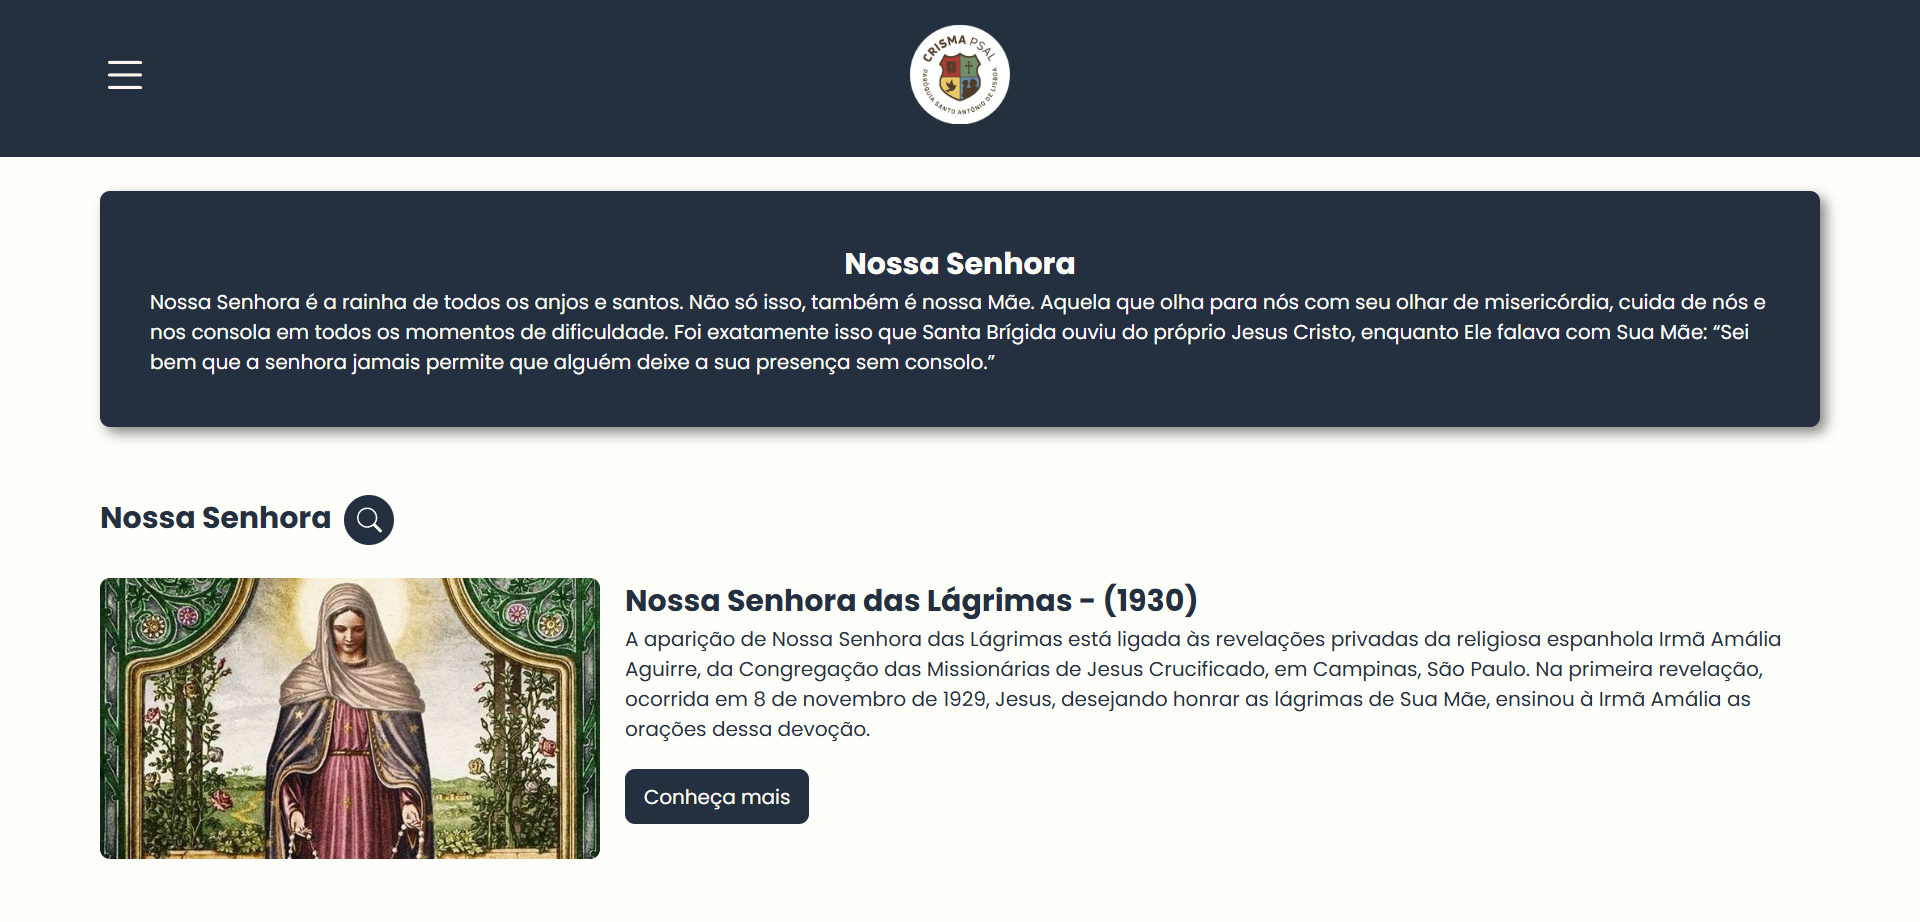 CRISMA PSAL
PARÓQUIA SANTO ANTÔNIO DE LISBOA
Nossa Senhora
Nossa Senhora é a rainha de todos os anjos e santos. Não só isso, também é nossa Mãe. Aquela que olha para nós com seu olhar de misericórdia, cuida de nós e
nos consola em todos os momentos de dificuldade. Foi exatamente isso que Santa Brígida ouviu do próprio Jesus Cristo, enquanto Ele falava com Sua Mãe: “Sei
bem que a senhora jamais permite que alguém deixe a sua presença sem consolo.”
Nossa Senhora
Nossa Senhora das Lágrimas - (1930)
A aparição de Nossa Senhora das Lágrimas está ligada às revelações privadas da religiosa espanhola Irmã Amália
Aguirre, da Congregação das Missionárias de Jesus Crucificado, em Campinas, São Paulo. Na primeira revelação,
ocorrida em 8 de novembro de 1929, Jesus, desejando honrar as lágrimas de Sua Mãe, ensinou à Irmã Amália as
orações dessa devoção.
Conheça mais